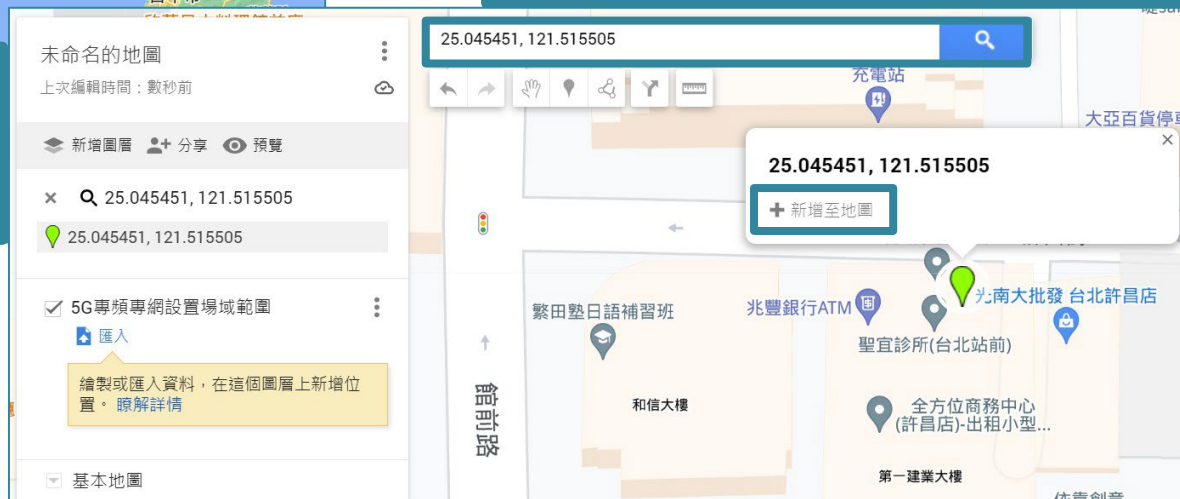 未命名的地圖
上次編輯時間：數秒前
新增圖層 分享 預覽
25.045451, 121.515505
25.045451, 121.515505
5G專頻專網設置場域範圍
匯入
繪製或匯入資料，在這個圖層上新增位
置。瞭解詳情
基本地圖
25.045451, 121.515505
充電站
大亞百貨停車
25.045451, 121.515505
新增至地圖
繁田塾日語補習班
兆豐銀行ATM
光南大批發 台北許昌店
聖宜診所(台北站前)
館前路
和信大樓
全方位商務中心
(許昌店)-出租小型...
第一建業大樓